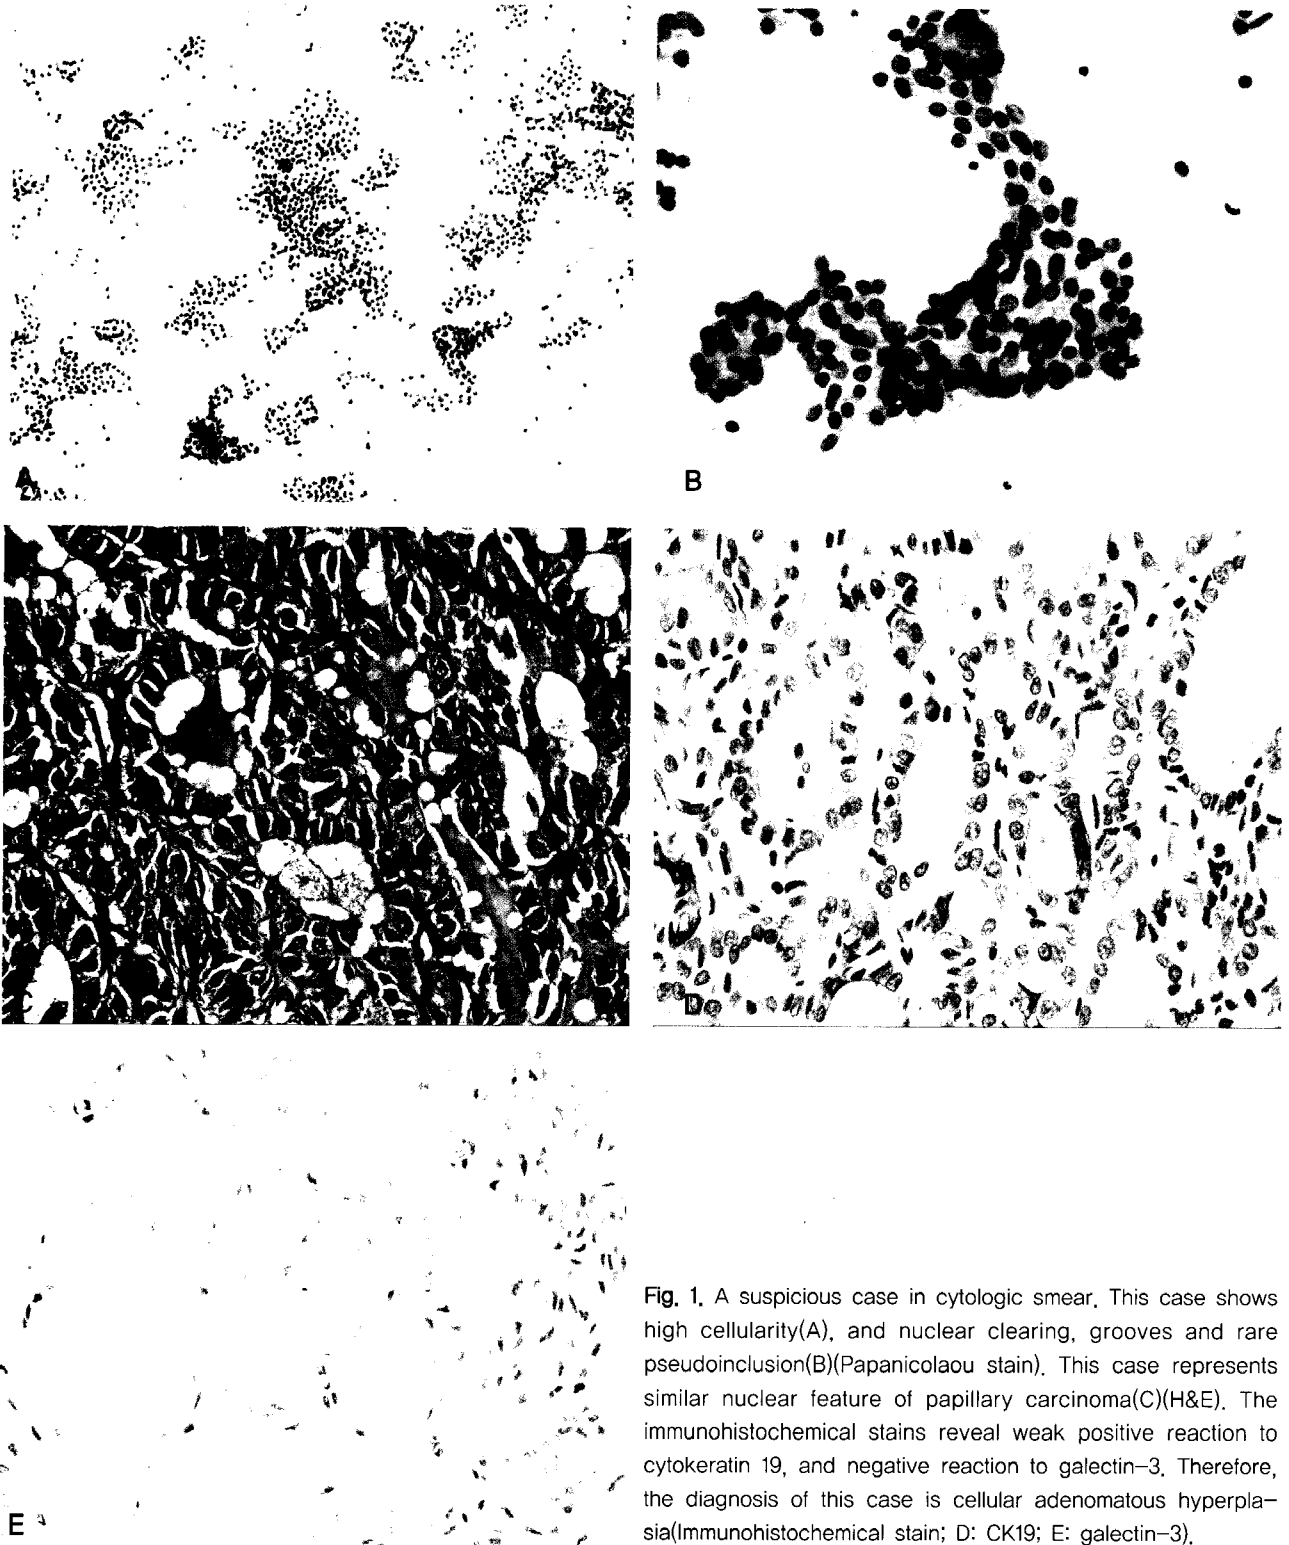 A
B
D
E
Fig. 1. A suspicious case in cytologic smear. This case shows
high cellularity(A), and nuclear clearing, grooves and rare
pseudoinclusion(B)(Papanicolaou stain). This case represents
similar nuclear feature of papillary carcinoma(C)(H&E). The
immunohistochemical stains reveal weak positive reaction to
cytokeratin 19, and negative reaction to galectin-3. Therefore,
the diagnosis of this case is cellular adenomatous hyperpla-
sia(Immunohistochemical stain; D: CK19; E: galectin-3).